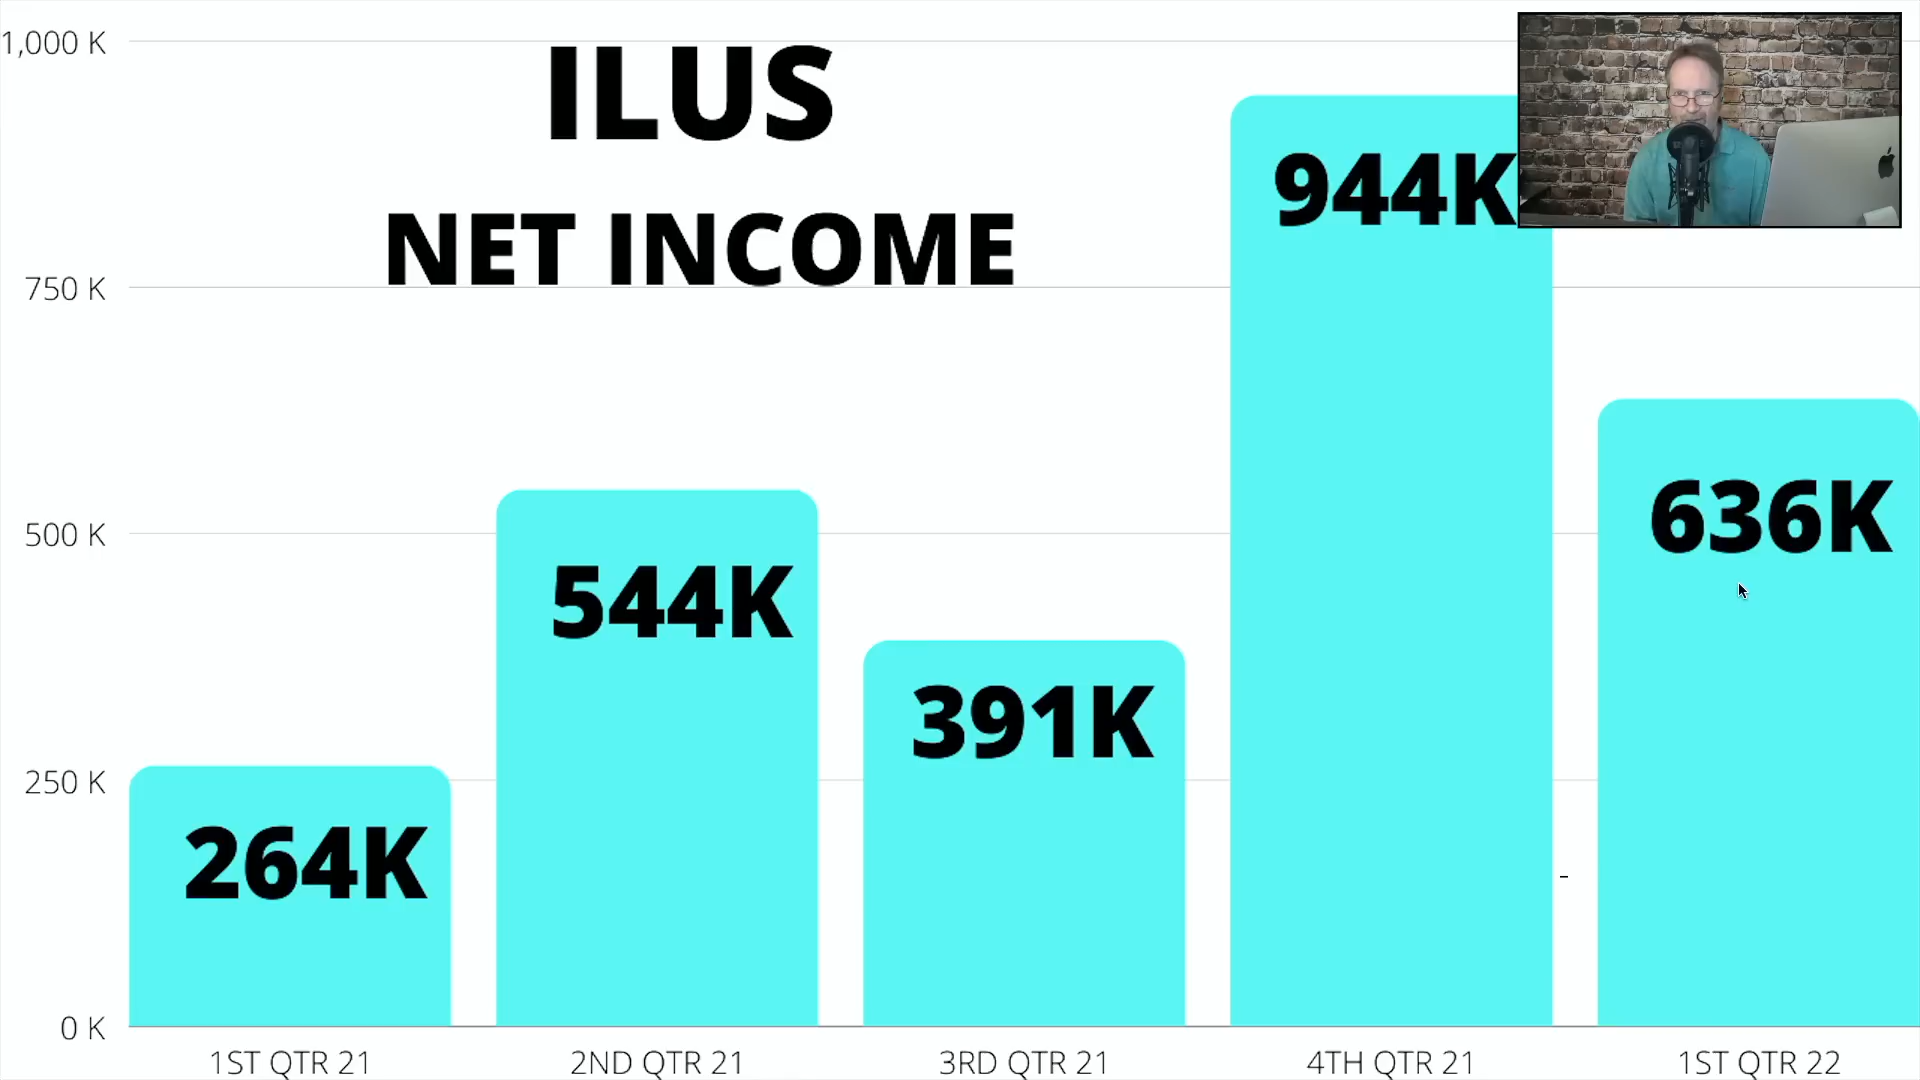 ILUS
NET INCOME
1,000 K
750 K
500 K
250 K
0 K
264K
544K
391K
944K
636K
1ST QTR 21
2ND QTR 21
3RD QTR 21
4TH QTR 21
1ST QTR 22